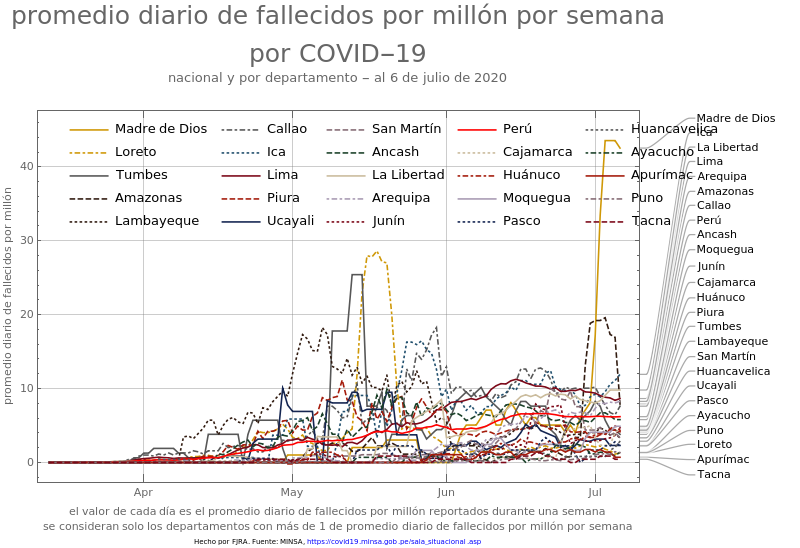 promedio diario de fallecidos por millón por semana
por COVID−19
nacional y por departamento − al 6 de julio de 2020
promedio diario de fallecidos por millón
Madre de Dios Callao San Martín Perú Huancavelica
Loreto Ica Ancash Cajamarca Ayacucho
Tumbes Lima La Libertad Huánuco Apurímac
Amazonas Piura Arequipa Moquegua Puno
Lambayeque Ucayali Junín Pasco Tacna
40
30
20
10
0
Apr May Jun Jul
Madre de Dios
Ica
La Libertad
Lima
Arequipa
Amazonas
Callao
Perú
Ancash
Moquegua
Junín
Cajamarca
Huánuco
Piura
Tumbes
Lambayeque
San Martín
Huancavelica
Ucayali
Pasco
Ayacucho
Puno
Loreto
Apurímac
Tacna
el valor de cada día es el promedio diario de fallecidos por millón reportados durante una semana
se consideran solo los departamentos con más de 1 de promedio diario de fallecidos por millón por semana
Hecho por FJRA. Fuente: MINSA, https://covid19.minsa.gob.pe/sala_situacional.asp